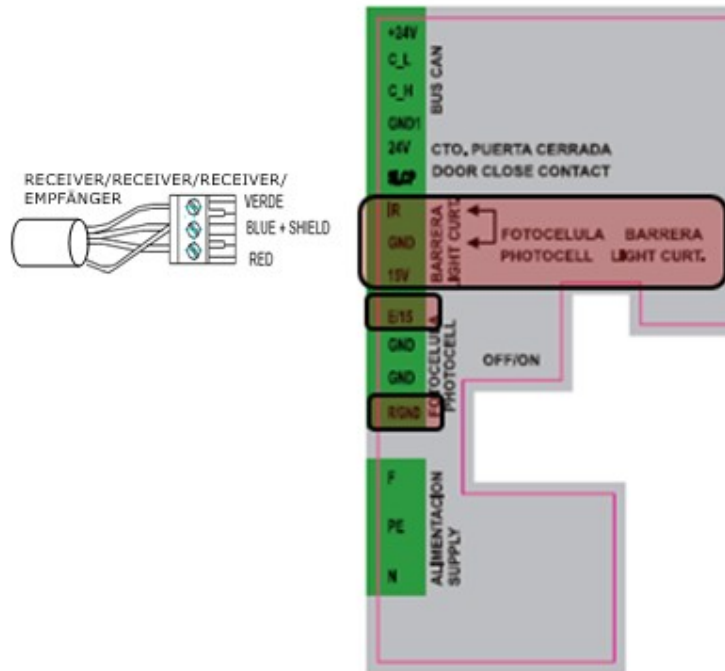 RECEIVER/RECEIVER/RECEIVER/
EMPFÄNGER
VERDE
BLUE + SHIELD
RED
+24V
C_L
C_H
GND1
BUS CAN
24V
CTO. PUERTA CERRADA
DOOR CLOSE CONTACT
IR
GND
15V
BARRERA
LIGHT CURT.
FOTOCELULA BARRERA
PHOTOCELL LIGHT CURT.
E/15
GND
GND
R/GND
FOTOCELULA
PHOTOCELL
OFF/ON
F
PE
N
ALIMENTACION
SUPPLY